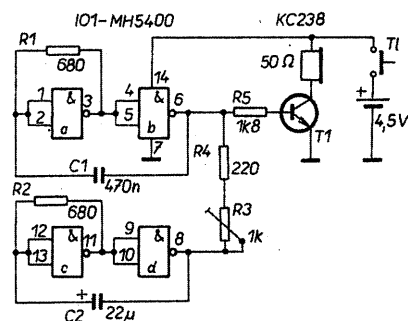 IO1-MH5400
KC238
R1
680
1
2
&
3
a
4
5
14
&
6
b
7
50 Ω
Tl
R5
1k8
T1
+
4,5V
C1
470n
R4
220
R2
680
R3
1k
12
13
&
11
c
9
10
&
8
d
+
C2
22µ